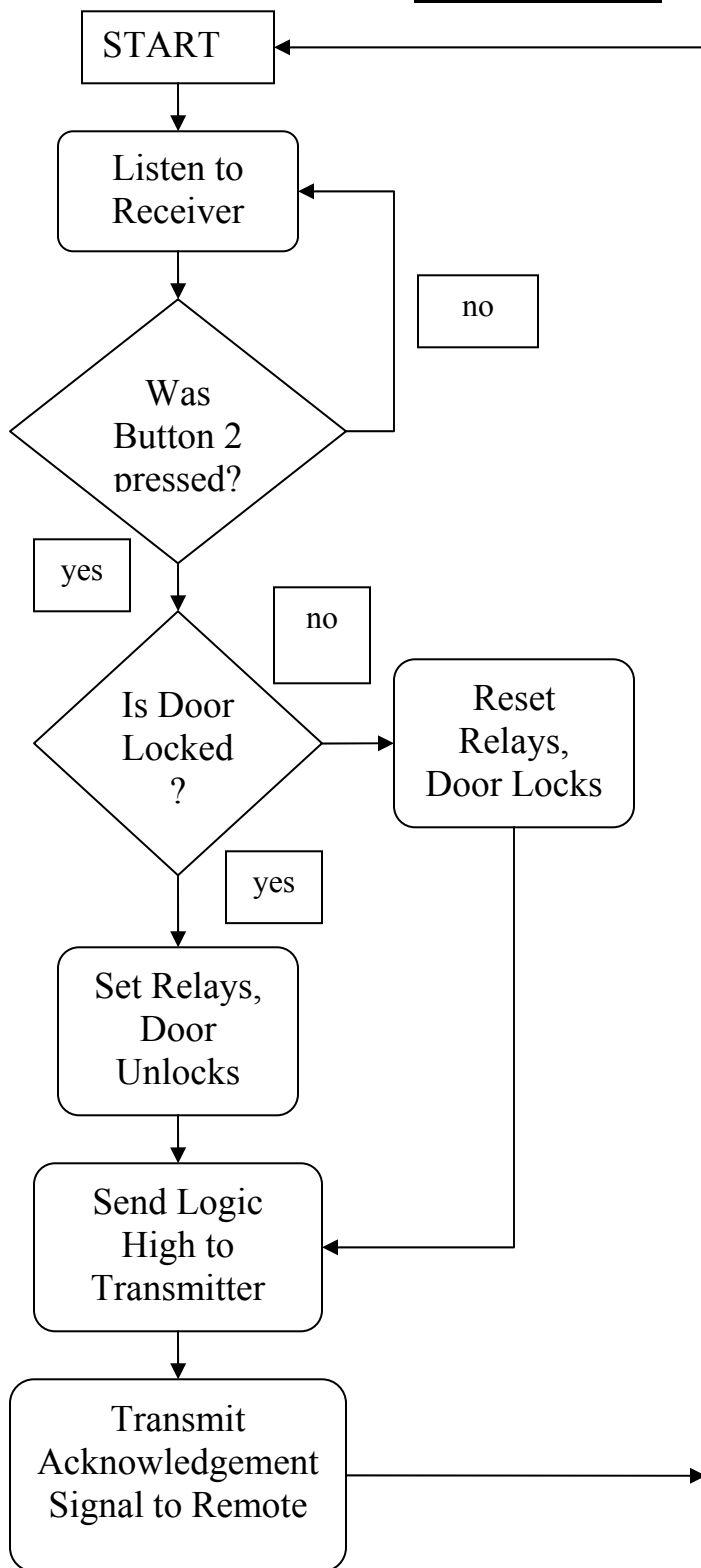 START
Listen to
Receiver
no
Was
Button 2
pressed?
yes
no
Is Door
Locked
?
Reset
Relays,
Door Locks
yes
Set Relays,
Door
Unlocks
Send Logic
High to
Transmitter
Transmit
Acknowledgement
Signal to Remote